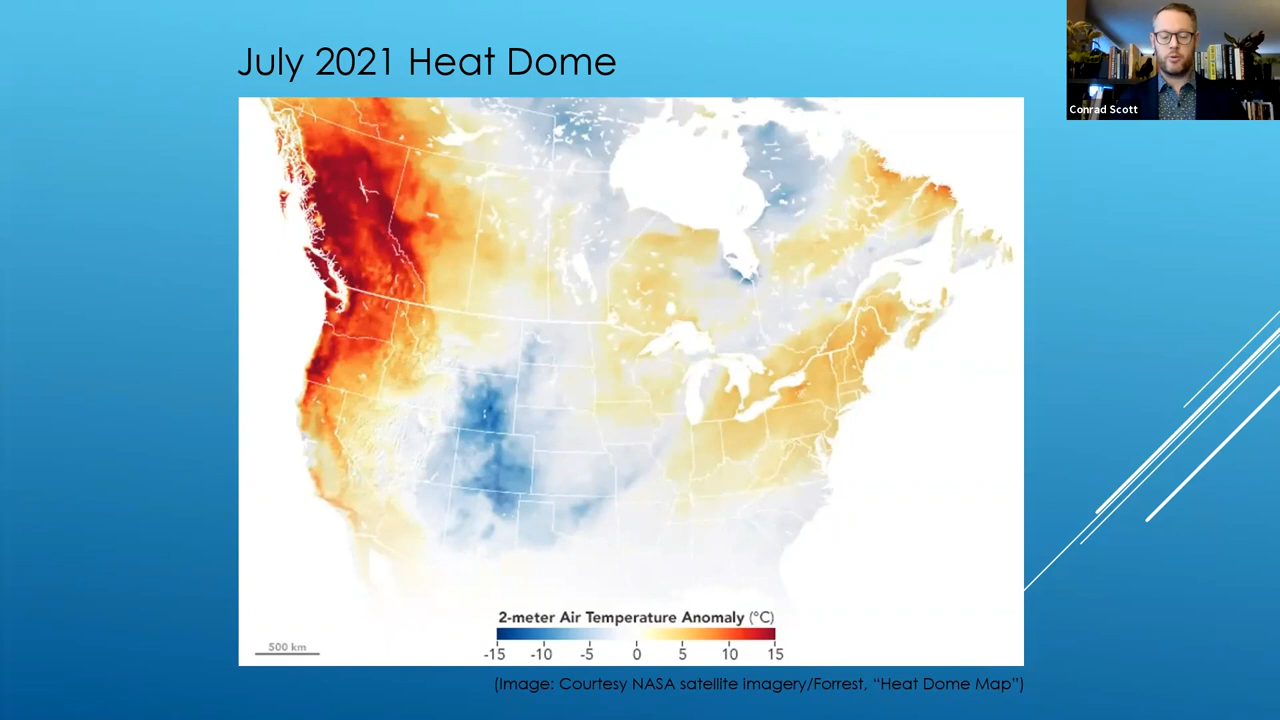 July 2021 Heat Dome
Conrad Scott
2-meter Air Temperature Anomaly (°C)
-15 -10 -5 0 5 10 15
500 km
(Image: Courtesy NASA satellite imagery/Forrest, “Heat Dome Map”)